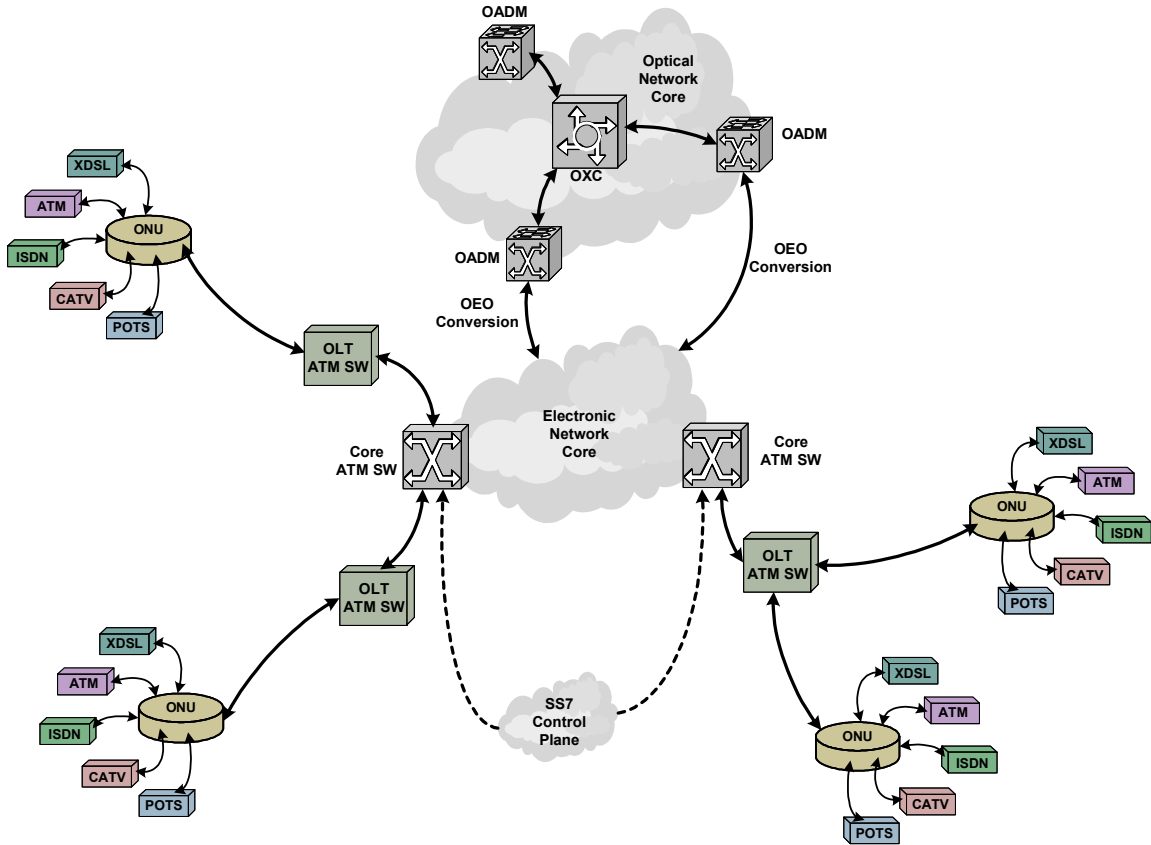 OADM
Optical
Network
Core
OADM
OXC
OADM
OEO
Conversion
OEO
Conversion
XDSL
ATM
ISDN
CATV
POTS
ONU
OLT
ATM SW
Core
ATM SW
Electronic
Network
Core
Core
ATM SW
OLT
ATM SW
XDSL
ATM
ISDN
CATV
POTS
ONU
OLT
ATM SW
ONU
XDSL
ATM
ISDN
CATV
POTS
SS7
Control
Plane
ONU
XDSL
ATM
ISDN
CATV
POTS